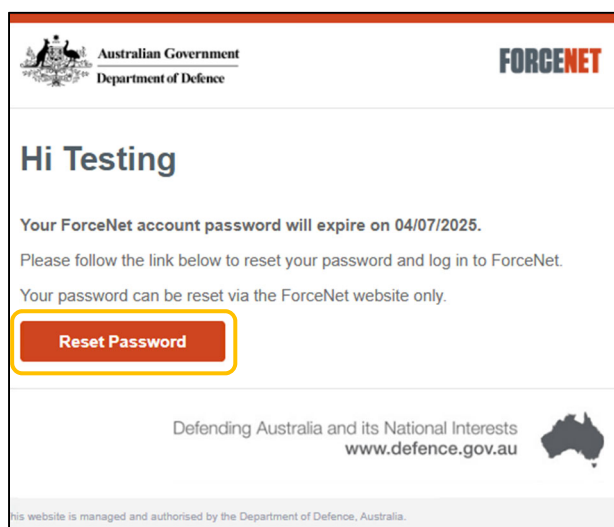 Australian Government
Department of Defence
FORCENET
Hi Testing
Your ForceNet account password will expire on 04/07/2025.
Please follow the link below to reset your password and log in to ForceNet.
Your password can be reset via the ForceNet website only.
Reset Password
Defending Australia and its National Interests
www.defence.gov.au
his website is managed and authorised by the Department of Defence, Australia.